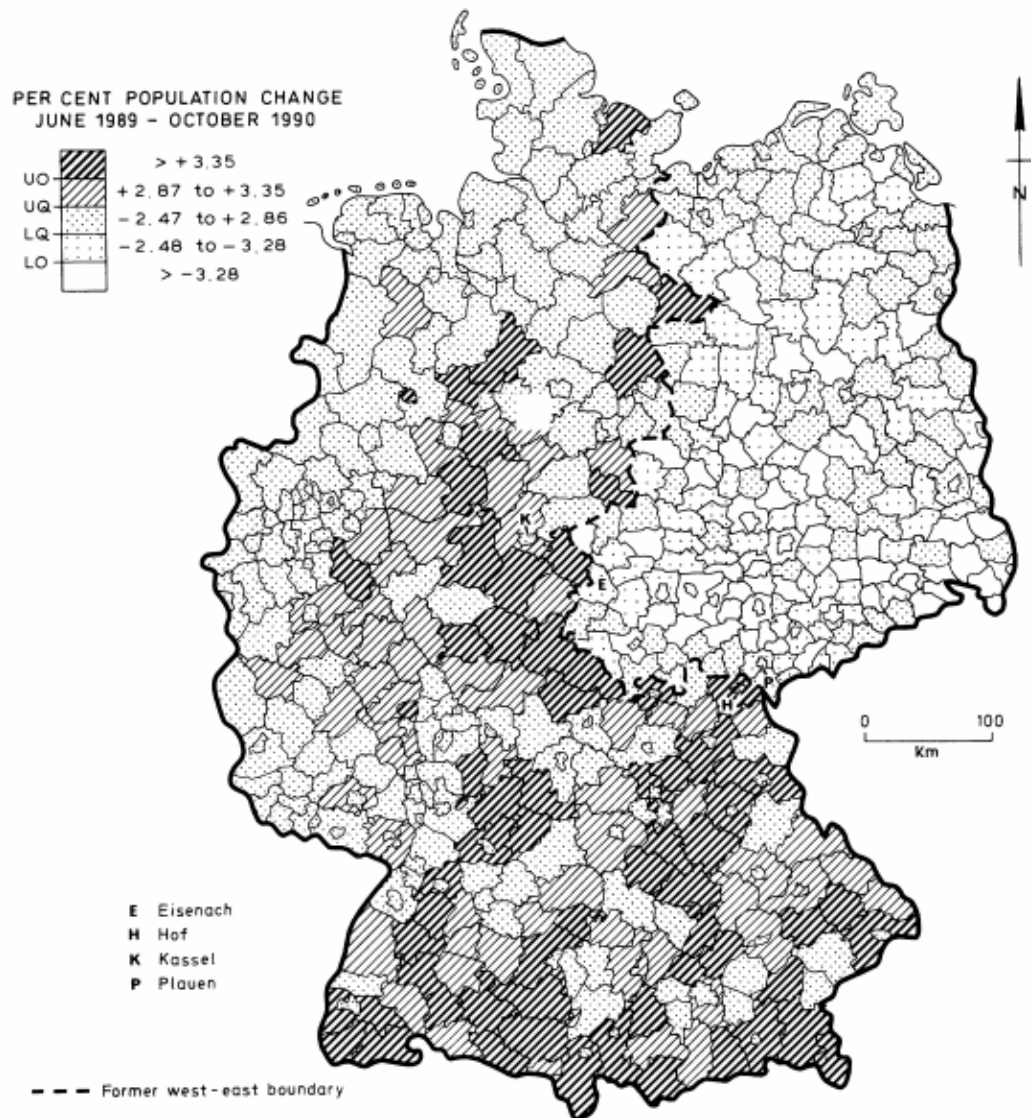 PER CENT POPULATION CHANGE
JUNE 1989 - OCTOBER 1990
> +3.35
UO
+2.87 to +3.35
UQ
-2.47 to +2.86
LQ
-2.48 to -3.28
LO
> -3.28
N
K
E
P
H
0 100
Km
E Eisenach
H Hof
K Kassel
P Plauen
Former west-east boundary